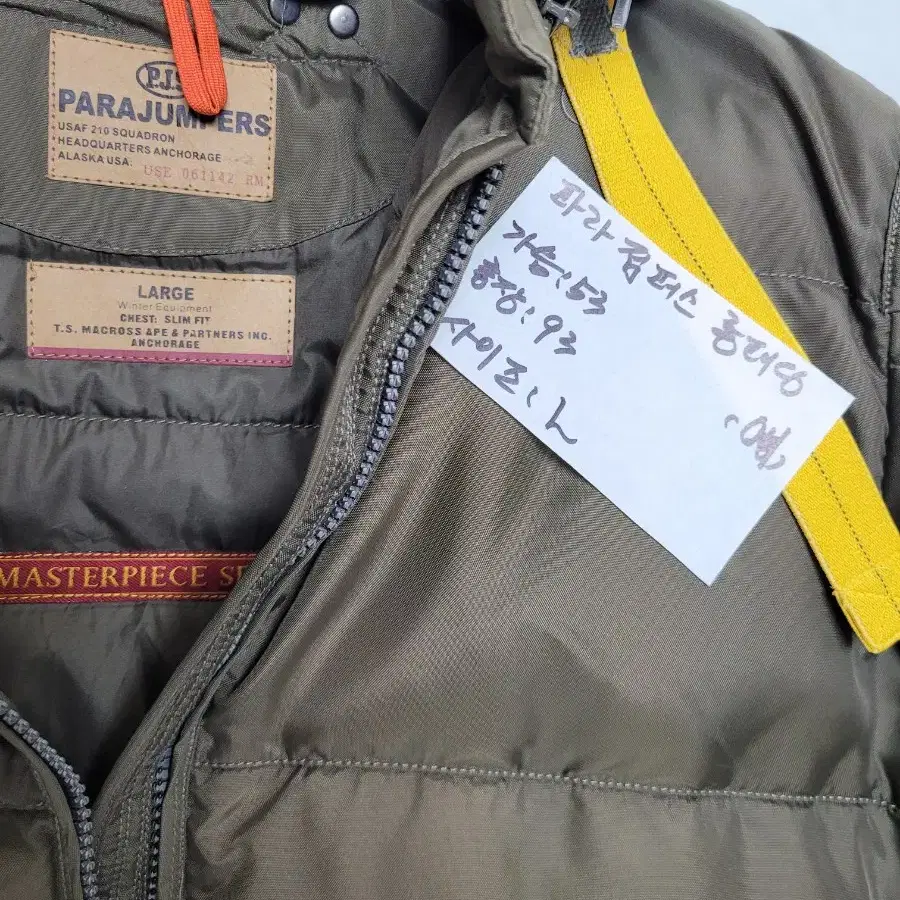 P.J.S
PARAJUMPERS
USAF 210 SQUADRON
HEADQUARTERS ANCHORAGE
ALASKA USA.
USE 061142 RM
LARGE
Winter Equipment
CHEST: SLIM FIT
T.S. MACROSS APE & PARTNERS INC.
ANCHORAGE
MASTERPIECE SE
파라 점퍼스 롱패딩
가슴:53
총장:93
사이즈:L